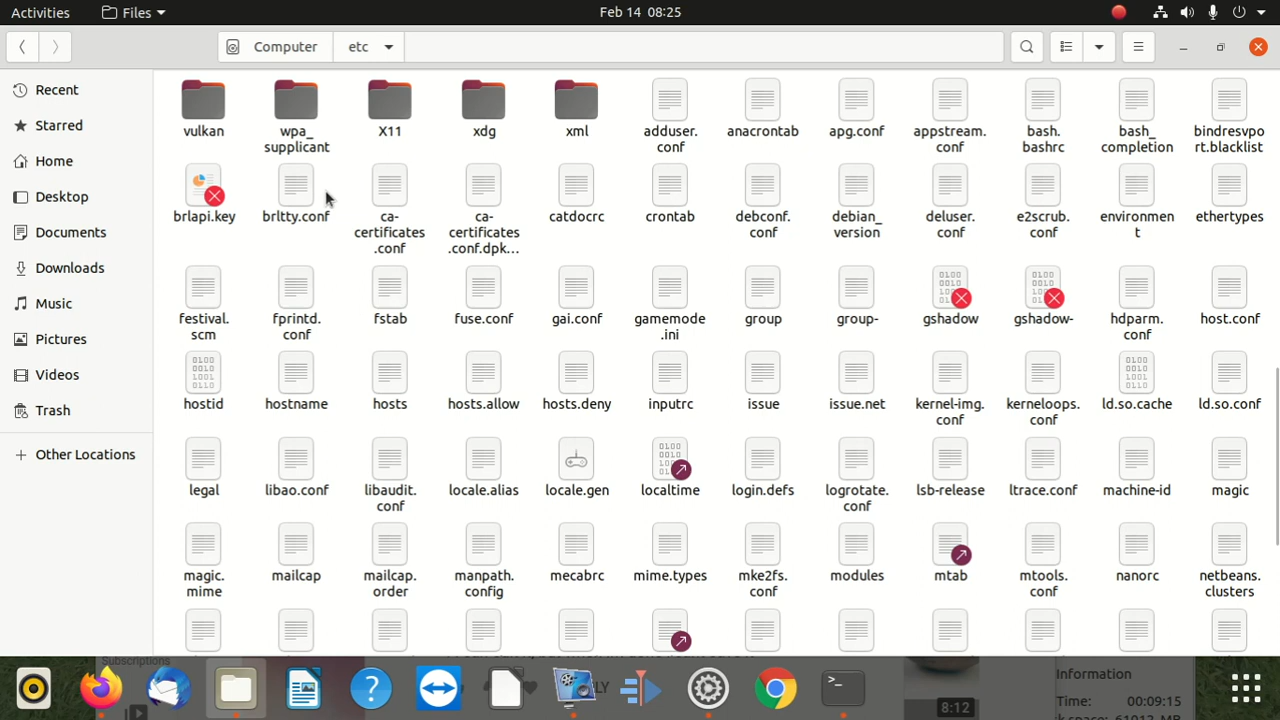 Activities
Files
Feb 14 08:25
Computer
etc
Recent
Starred
Home
Desktop
Documents
Downloads
Music
Pictures
Videos
Trash
Other Locations
vulkan
wpa_
supplicant
X11
xdg
xml
adduser.
conf
anacrontab
apg.conf
appstream.
conf
bash.
bashrc
bash_
completion
bindresvpo
rt.blacklist
brlapi.key
brltty.conf
ca-
certificates
.conf
ca-
certificates
.conf.dpk...
catdocrc
crontab
debconf.
conf
debian_
version
deluser.
conf
e2scrub.
conf
environmen
t
ethertypes
festival.
scm
fprintd.
conf
fstab
fuse.conf
gai.conf
gamemode
.ini
group
group-
gshadow
gshadow-
hdparm.
conf
host.conf
hostid
hostname
hosts
hosts.allow
hosts.deny
inputrc
issue
issue.net
kernel-img.
conf
kerneloops.
conf
ld.so.cache
ld.so.conf
legal
libao.conf
libaudit.
conf
locale.alias
locale.gen
localtime
login.defs
logrotate.
conf
lsb-release
ltrace.conf
machine-id
magic
magic.
mime
mailcap
mailcap.
order
manpath.
config
mecabrc
mime.types
mke2fs.
conf
modules
mtab
mtools.
conf
nanorc
netbeans.
clusters
Subscriptions
8:12
Information
Time: 00:09:15